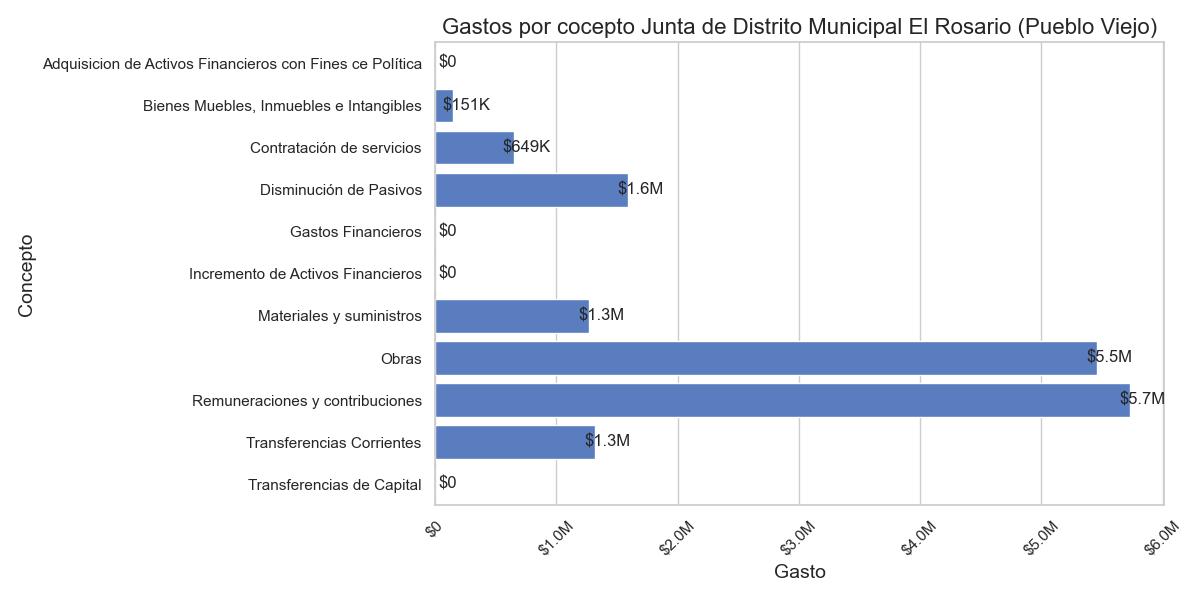 Gastos por cocepto Junta de Distrito Municipal El Rosario (Pueblo Viejo)
Concepto
Adquisicion de Activos Financieros con Fines ce Política $0
Bienes Muebles, Inmuebles e Intangibles $151K
Contratación de servicios $649K
Disminución de Pasivos $1.6M
Gastos Financieros $0
Incremento de Activos Financieros $0
Materiales y suministros $1.3M
Obras $5.5M
Remuneraciones y contribuciones $5.7M
Transferencias Corrientes $1.3M
Transferencias de Capital $0
$0 $1.0M $2.0M $3.0M $4.0M $5.0M $6.0M
Gasto